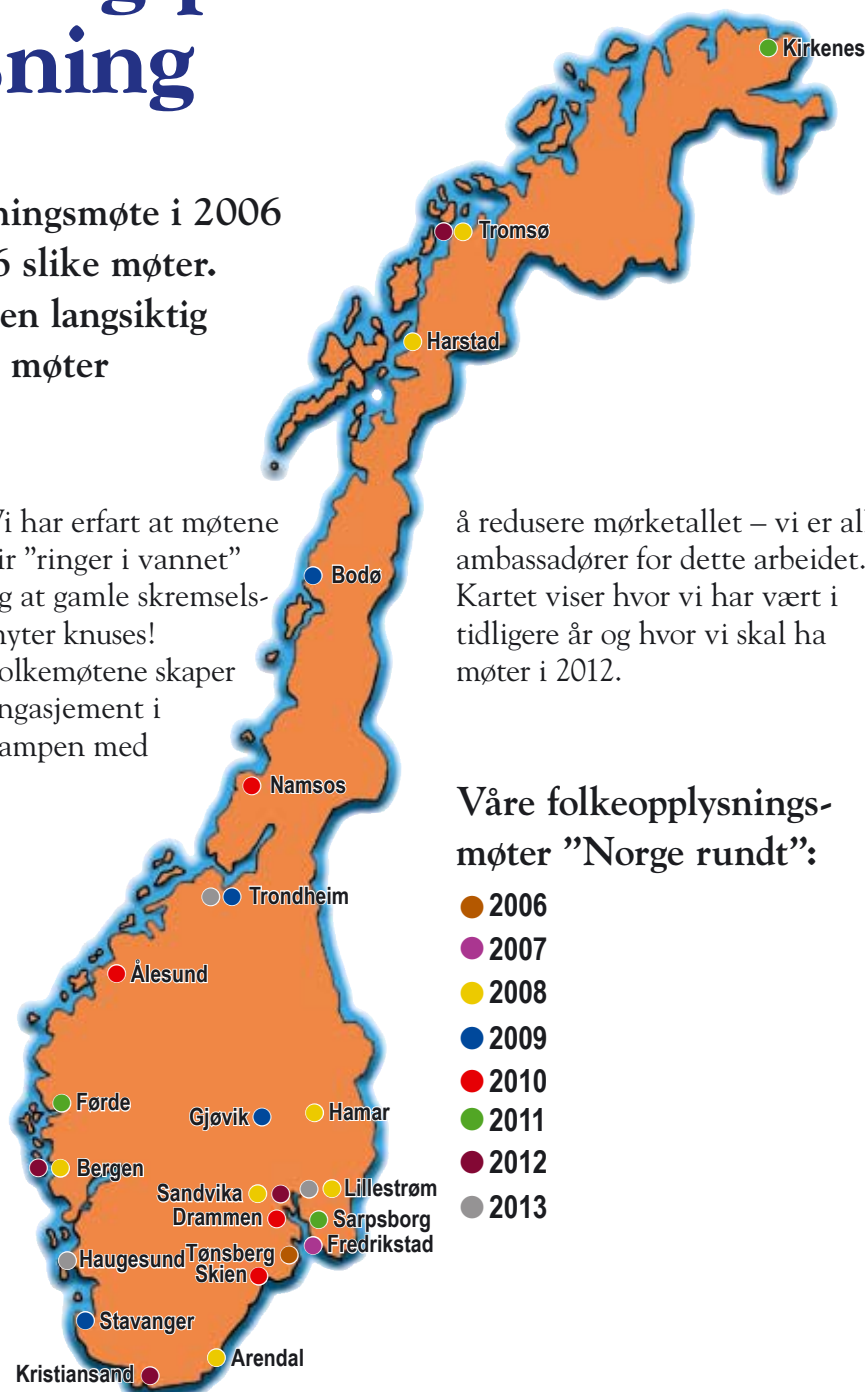 sning
ningsmøte i 2006
6 slike møter.
en langsiktig
møter
Vi har erfart at møtene
ir ”ringer i vannet”
g at gamle skremsels-
nyter knuses!
olkemøtene skaper
ngasjement i
ampen med
å redusere mørketallet – vi er al
ambassadører for dette arbeidet.
Kartet viser hvor vi har vært i
tidligere år og hvor vi skal ha
møter i 2012.
Våre folkeopplysnings-
møter ”Norge rundt”:
2006
2007
2008
2009
2010
2011
2012
2013
Kirkenes
Tromsø
Harstad
Bodø
Namsos
Trondheim
Ålesund
Førde
Gjøvik
Hamar
Bergen
Sandvika
Lillestrøm
Drammen
Sarpsborg
Fredrikstad
Haugesund
Tønsberg
Skien
Stavanger
Arendal
Kristiansand